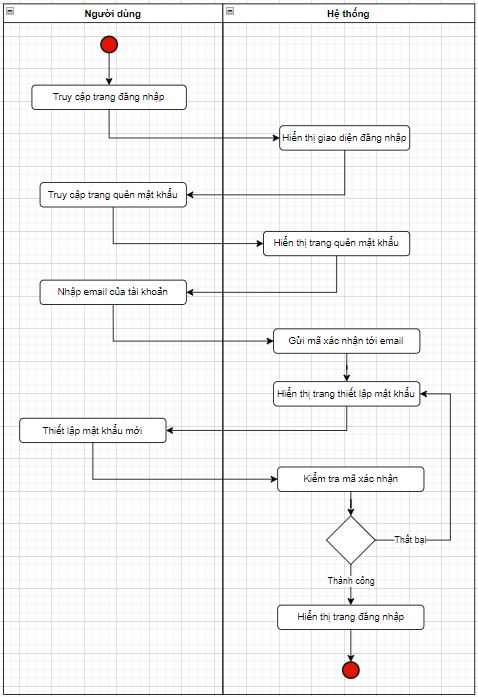 Người dùng
Hệ thống
Truy cập trang đăng nhập
Hiển thị giao diện đăng nhập
Truy cập trang quên mật khẩu
Hiển thị trang quên mật khẩu
Nhập email của tài khoản
Gửi mã xác nhận tới email
Hiển thị trang thiết lập mật khẩu
Thiết lập mật khẩu mới
Kiểm tra mã xác nhận
Thất bại
Thành công
Hiển thị trang đăng nhập